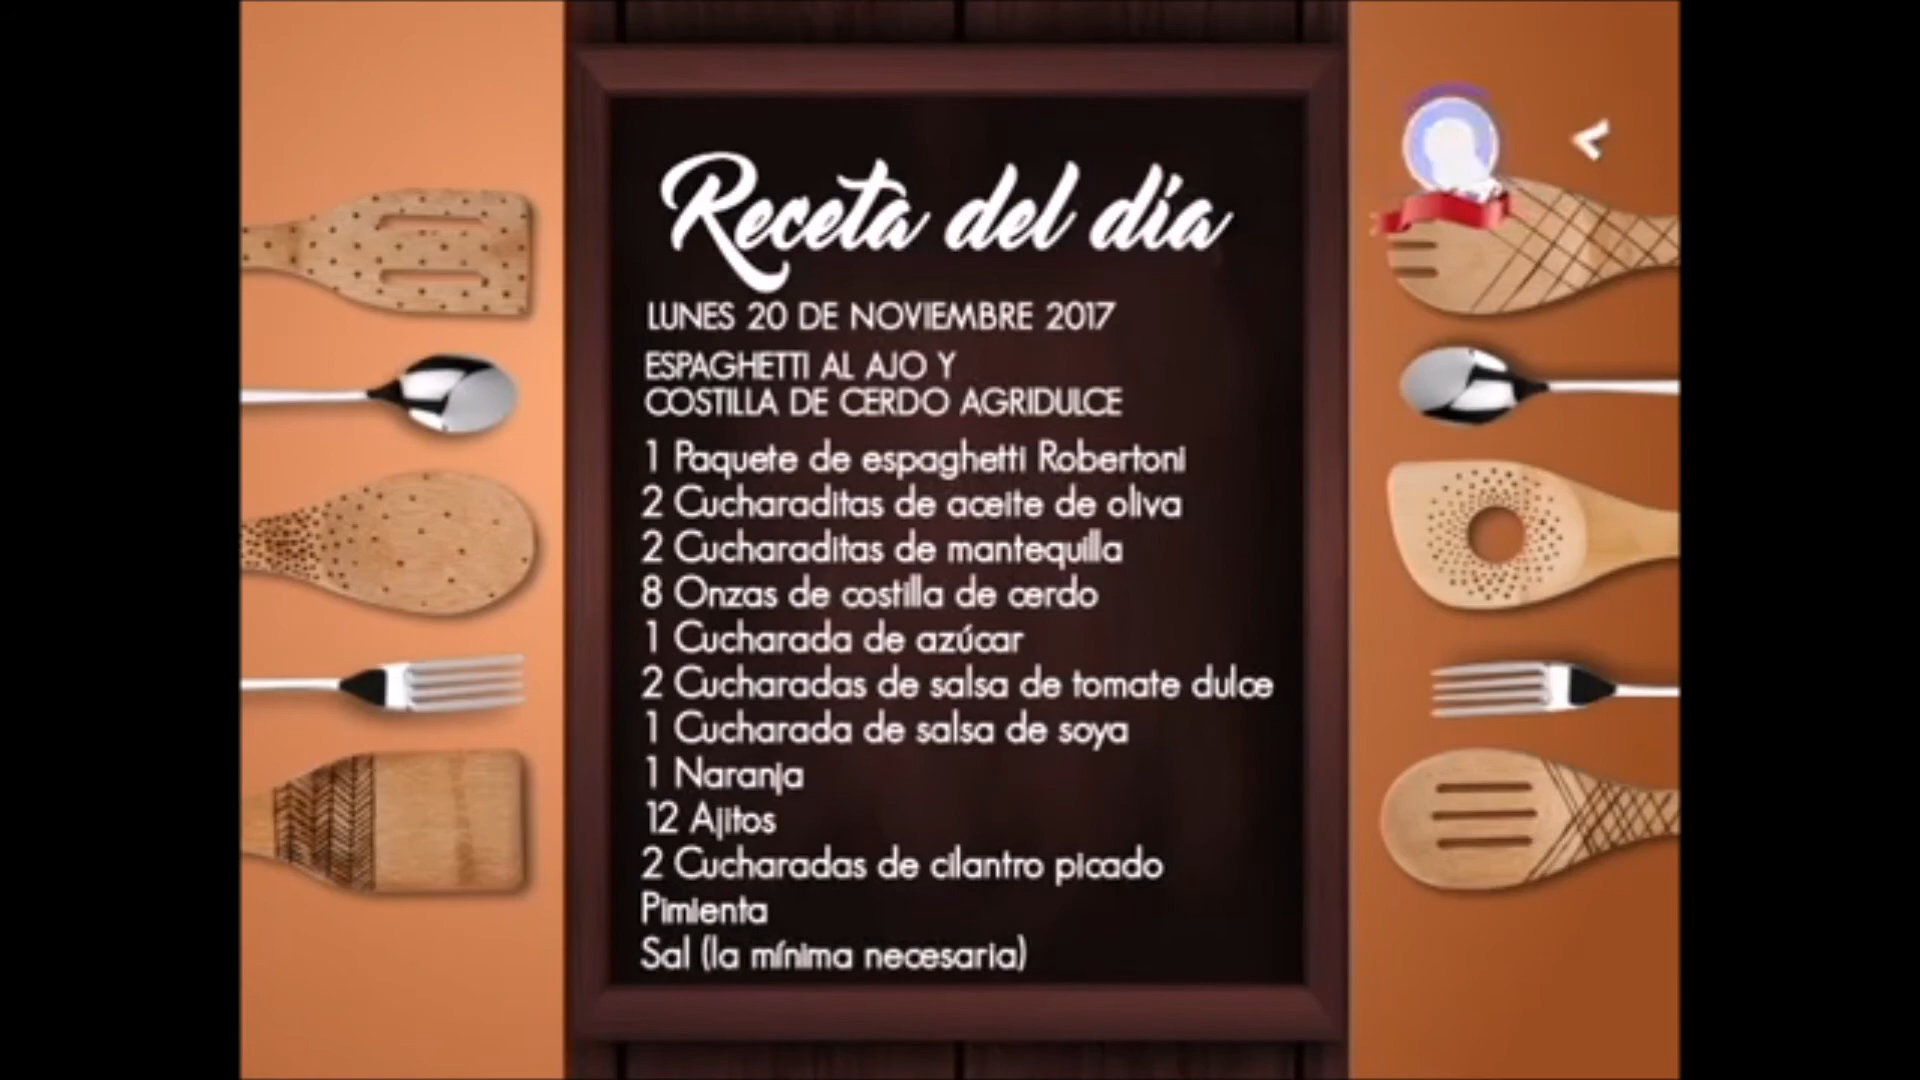 Receta del día
LUNES 20 DE NOVIEMBRE 2017
ESPAGHETTI AL AJO Y
COSTILLA DE CERDO AGRIDULCE
1 Paquete de espaghetti Robertoni
2 Cucharaditas de aceite de oliva
2 Cucharaditas de mantequilla
8 Onzas de costilla de cerdo
1 Cucharada de azúcar
2 Cucharadas de salsa de tomate dulce
1 Cucharada de salsa de soya
1 Naranja
12 Ajitos
2 Cucharadas de cilantro picado
Pimienta
Sal (la mínima necesaria)